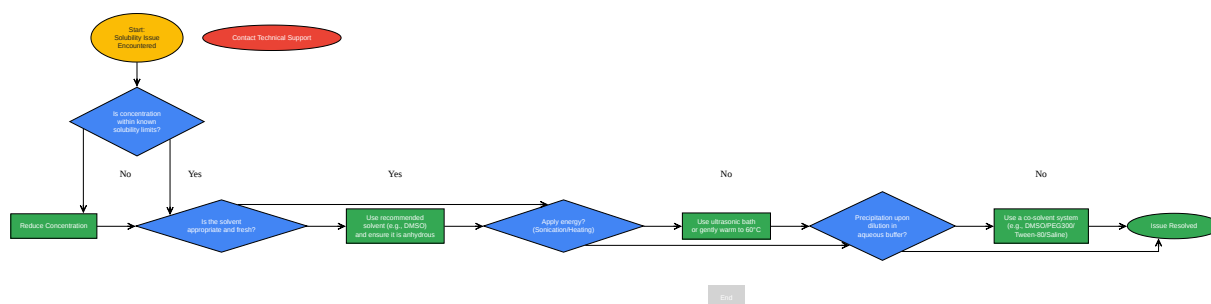 Start:
Solubility Issue
Encountered
Contact Technical Support
Is concentration
within known
solubility limits?
No
Yes
Yes
No
No
Reduce Concentration
Is the solvent
appropriate and fresh?
Use recommended
solvent (e.g., DMSO)
and ensure it is anhydrous
Apply energy?
(Sonication/Heating)
Use ultrasonic bath
or gently warm to 60°C
Precipitation upon
dilution in
aqueous buffer?
Use a co-solvent system
(e.g., DMSO/PEG300/
Tween-80/Saline)
Issue Resolved
End